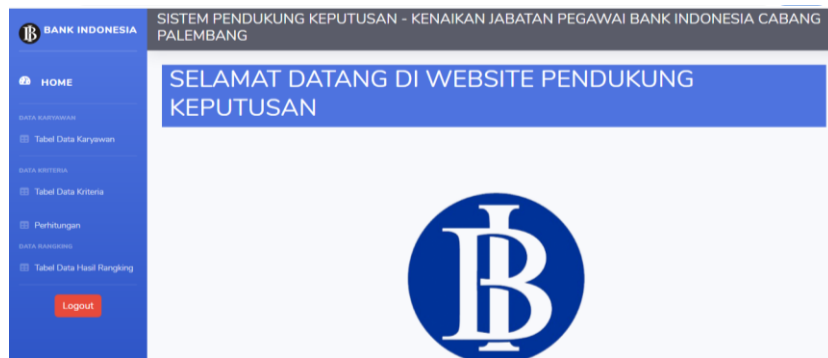 BANK INDONESIA
HOME
DATA KARYAWAN
Tabel Data Karyawan
DATA KRITERIA
Tabel Data Kriteria
Perhitungan
DATA RANGKING
Tabel Data Hasil Rangking
Logout
SISTEM PENDUKUNG KEPUTUSAN - KENAIKAN JABATAN PEGAWAI BANK INDONESIA CABANG
PALEMBANG
SELAMAT DATANG DI WEBSITE PENDUKUNG
KEPUTUSAN